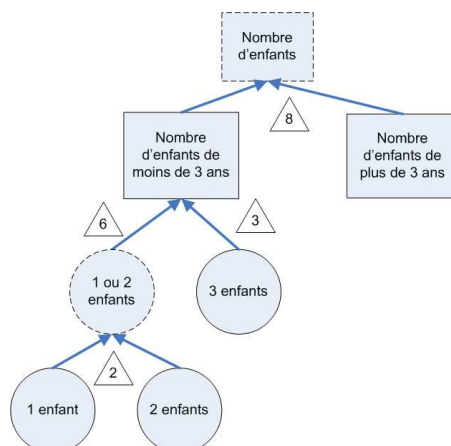 Nombre
d'enfants
8
Nombre
d'enfants de
moins de 3 ans
Nombre
d'enfants de
plus de 3 ans
6
3
1 ou 2
enfants
3 enfants
2
1 enfant
2 enfants